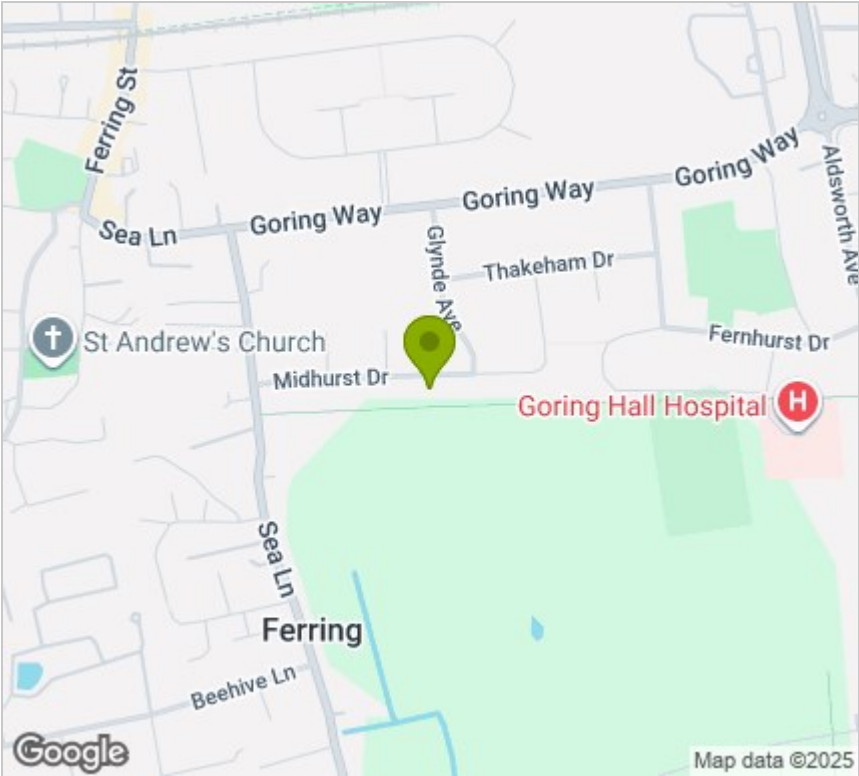 Ferring St
Goring Way
Aldsworth Ave
Goring Way
Goring Way
Sea Ln
Glynde Ave
Thakeham Dr
St Andrew's Church
Fernhurst Dr
Midhurst Dr
Goring Hall Hospital
H
Sea Ln
Ferring
Beehive Ln
Google
Map data ©2025